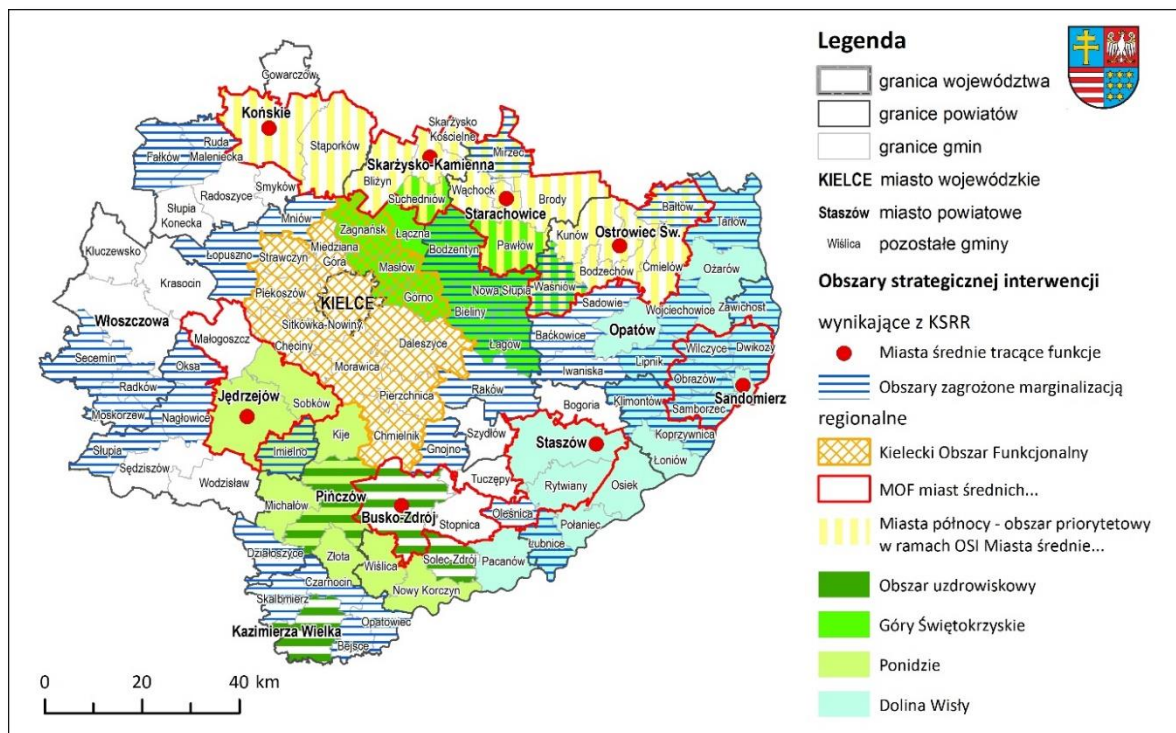 Gowarczów
Końskie
Stąporków
Fałków
Ruda
Maleniecka
Skarżysko
Kościelne
Mirzec
Skarżysko-Kamienna
Bliżyn
Suchedniów
Wąchock
Starachowice
Brody
Radoszyce
Smyków
Słupia
Konecka
Mniów
Zagnańsk
Łączna
Bodzentyn
Pawłów
Kunów
Ostrowiec Św.
Bałtów
Tarłów
Bodzechów
Ćmielów
Ożarów
Kluczewsko
Krasocin
Łopuszno
Strawczyn
Miedziana
Góra
Masłów
Nowa Słupia
Waśniów
Sadowie
Wojciechowice
Zawichost
Piekoszów
KIELCE
Górno
Bieliny
Baćkowice
Opatów
Włoszczowa
Małogoszcz
Sitkówka-Nowiny
Chęciny
Daleszyce
Łagów
Iwaniska
Lipnik
Wilczyce
Dwikozy
Secemin
Oksa
Morawica
Obrazów
Radków
Jędrzejów
Sobków
Pierzchnica
Raków
Bogoria
Klimontów
Samborzec
Sandomierz
Moskorzew
Nagłowice
Kije
Chmielnik
Szydłów
Staszów
Koprzywnica
Słupia
Sędziszów
Imielno
Gnojno
Łoniów
Wodzisław
Pińczów
Tuczępy
Rytwiany
Osiek
Michałów
Busko-Zdrój
Stopnica
Oleśnica
Połaniec
Działoszyce
Złota
Wiślica
Solec Zdrój
Pacanów
Łubnice
Czarnocin
Skalbmierz
Nowy Korczyn
Kazimierza Wielka
Opatowiec
Bejsce
0 20 40 km
Legenda
granica województwa
granice powiatów
granice gmin
KIELCE miasto wojewódzkie
Staszów miasto powiatowe
Wiślica pozostałe gminy
Obszary strategicznej interwencji
wynikające z KSRR
Miasta średnie tracące funkcje
Obszary zagrożone marginalizacją
regionalne
Kielecki Obszar Funkcjonalny
MOF miast średnich...
Miasta północy - obszar priorytetowy
w ramach OSI Miasta średnie...
Obszar uzdrowiskowy
Góry Świętokrzyskie
Ponidzie
Dolina Wisły